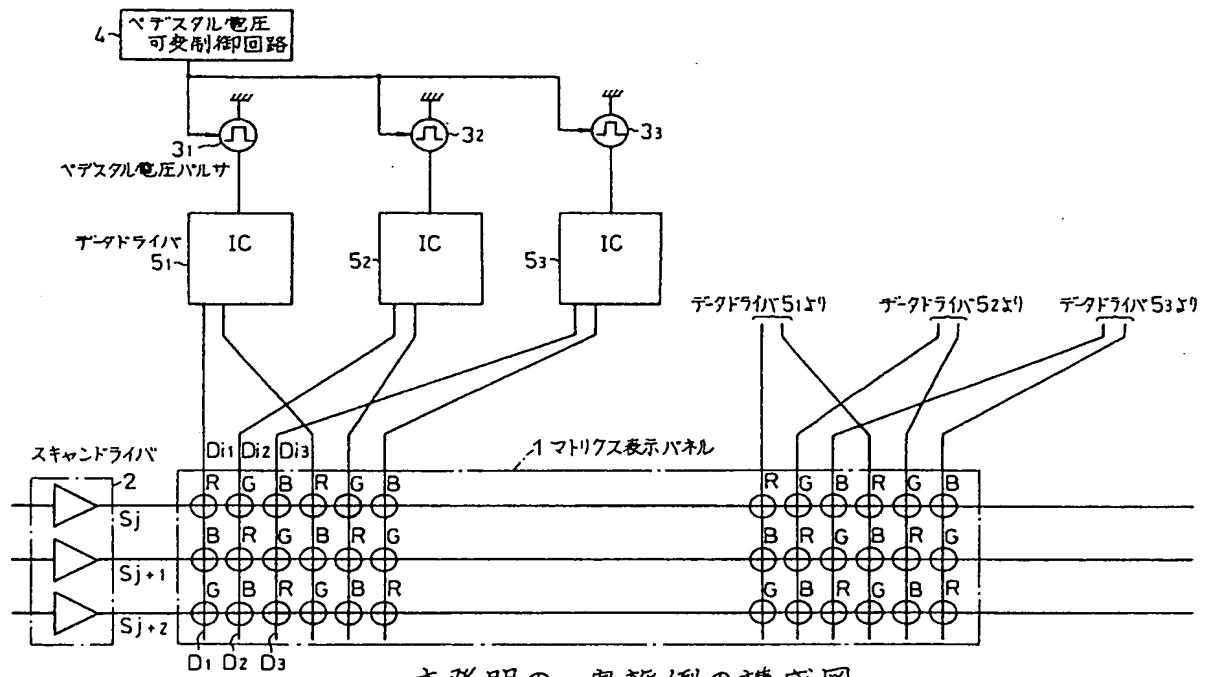 ペデスタル電圧
可変制御回路
4
31
32
33
ペデスタル電圧パルサ
データドライバ
51
IC
52
IC
53
IC
データドライバ51より
データドライバ52より
データドライバ53より
スキャンドライバ
2
Di1 Di2 Di3
1 マトリクス表示パネル
R G B R G B
R G B R G B
Sj
B R G B R G
B R G B R G
Sj+1
G B R G B R
G B R G B R
Sj+2
D1 D2 D3
本発明の一実施例の構成図